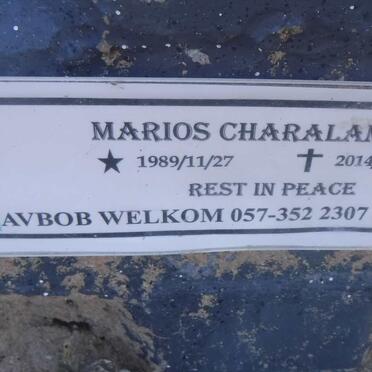 MARIOS CHARALAM
★ 1989/11/27 ✝ 2014
REST IN PEACE
AVBOB WELKOM 057-352 2307